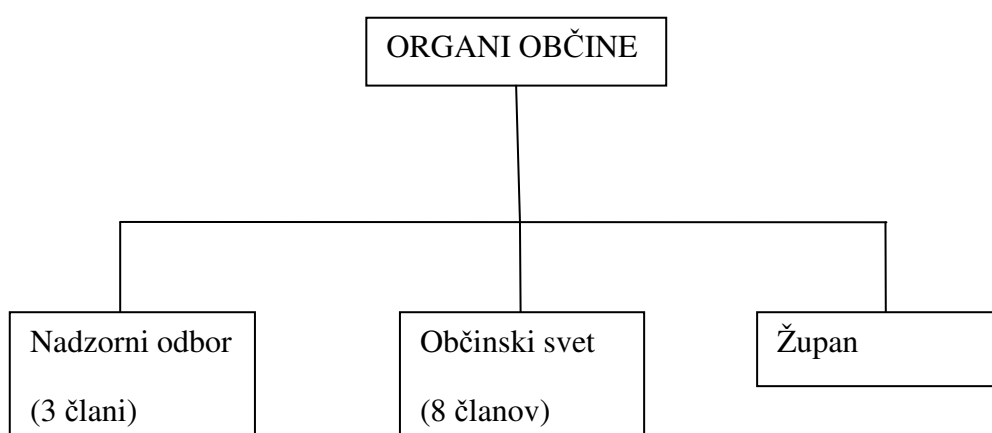 ORGANI OBČINE
Nadzorni odbor
(3 člani)
Občinski svet
(8 članov)
Župan